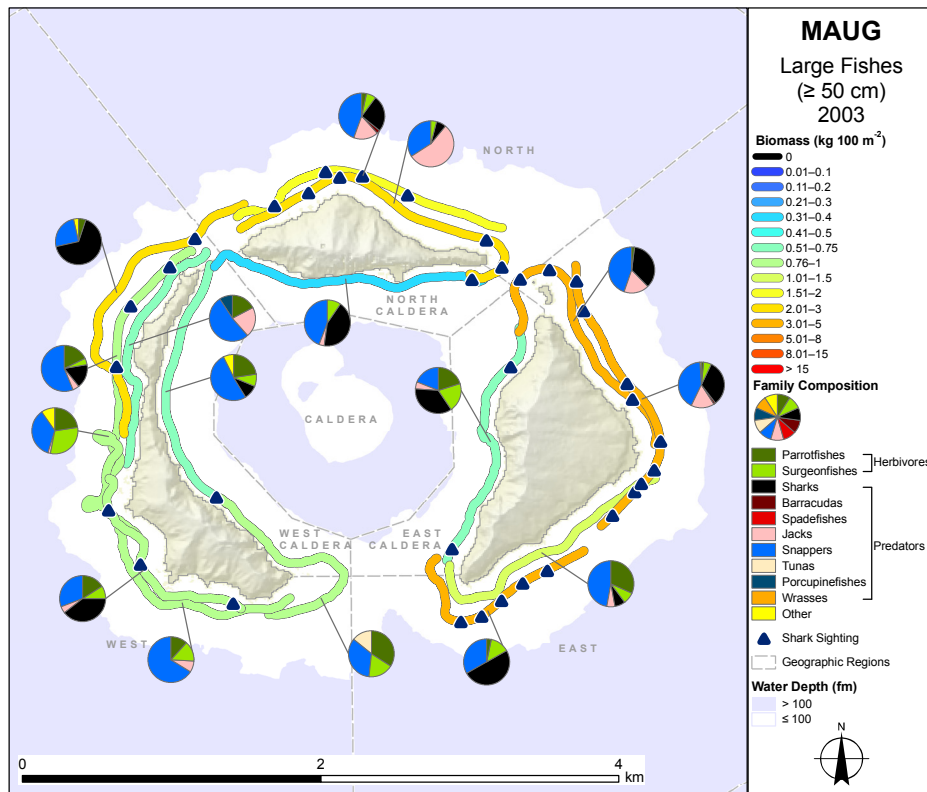 MAUG
Large Fishes
(≥ 50 cm)
2003
Biomass (kg 100 m⁻²)
0
0.01–0.1
0.11–0.2
0.21–0.3
0.31–0.4
0.41–0.5
0.51–0.75
0.76–1
1.01–1.5
1.51–2
2.01–3
3.01–5
5.01–8
8.01–15
> 15
Family Composition
Parrotfishes
Surgeonfishes
Herbivores
Sharks
Barracudas
Spadefishes
Jacks
Snappers
Tunas
Porcupinefishes
Wrasses
Predators
Other
Shark Sighting
Geographic Regions
Water Depth (fm)
> 100
≤ 100
N
NORTH
NORTH
CALDERA
CALDERA
WEST
CALDERA
EAST
CALDERA
WEST
EAST
0 2 4
km